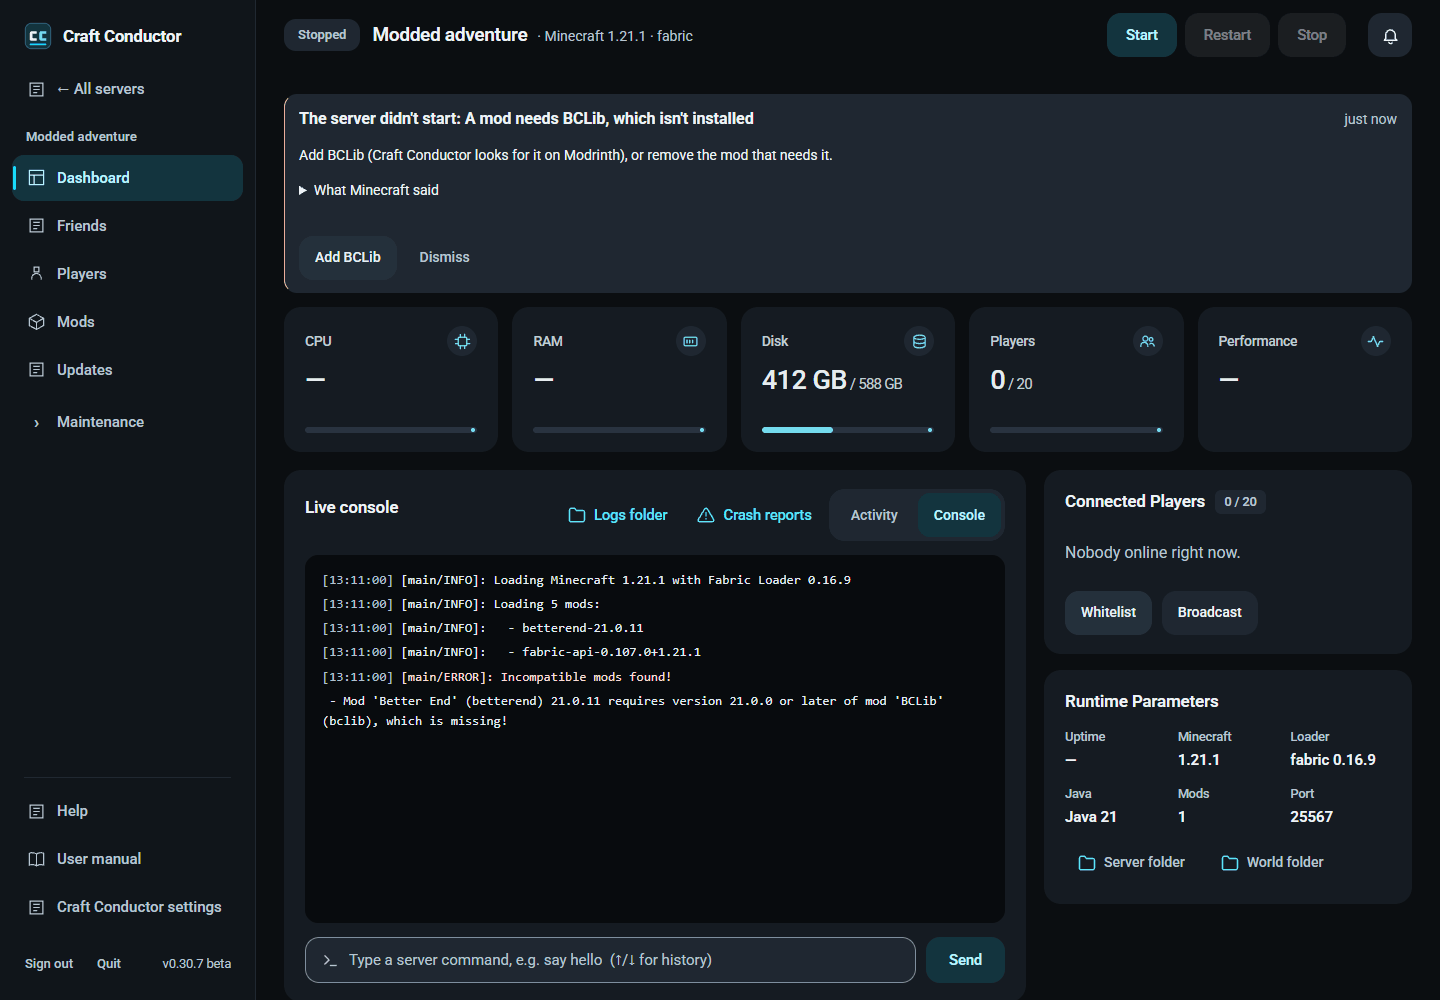 Craft Conductor
← All servers
Modded adventure
Dashboard
Friends
Players
Mods
Updates
› Maintenance
Help
User manual
Craft Conductor settings
Sign out Quit v0.30.7 beta
Stopped Modded adventure · Minecraft 1.21.1 · fabric
Start Restart Stop
The server didn't start: A mod needs BCLib, which isn't installed just now
Add BCLib (Craft Conductor looks for it on Modrinth), or remove the mod that needs it.
▶ What Minecraft said
Add BCLib Dismiss
CPU
—
RAM
—
Disk
412 GB / 588 GB
Players
0 / 20
Performance
—
Live console
Logs folder Crash reports Activity Console
[13:11:00] [main/INFO]: Loading Minecraft 1.21.1 with Fabric Loader 0.16.9
[13:11:00] [main/INFO]: Loading 5 mods:
[13:11:00] [main/INFO]:   - betterend-21.0.11
[13:11:00] [main/INFO]:   - fabric-api-0.107.0+1.21.1
[13:11:00] [main/ERROR]: Incompatible mods found!
- Mod 'Better End' (betterend) 21.0.11 requires version 21.0.0 or later of mod 'BCLib'
(bclib), which is missing!
>_ Type a server command, e.g. say hello (↑/↓ for history)
Send
Connected Players 0 / 20
Nobody online right now.
Whitelist Broadcast
Runtime Parameters
Uptime Minecraft Loader
— 1.21.1 fabric 0.16.9
Java Mods Port
Java 21 1 25567
Server folder World folder